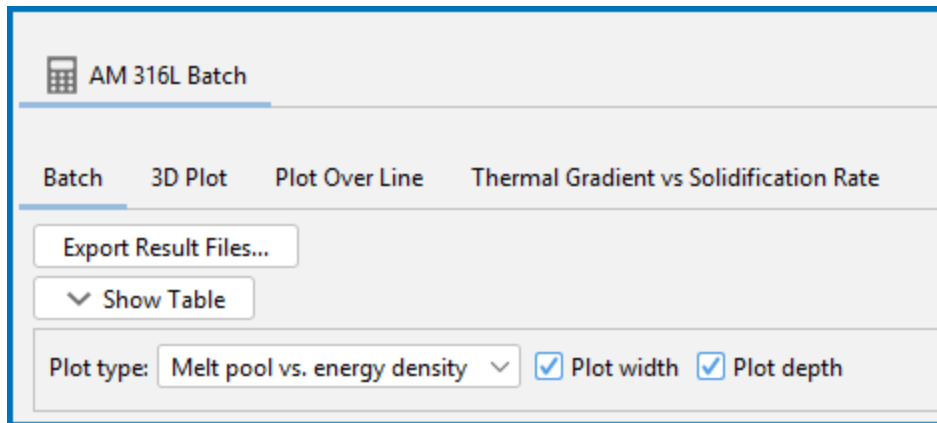 AM 316L Batch
Batch 3D Plot Plot Over Line Thermal Gradient vs Solidification Rate
Export Result Files...
Show Table
Plot type: Melt pool vs. energy density Plot width Plot depth